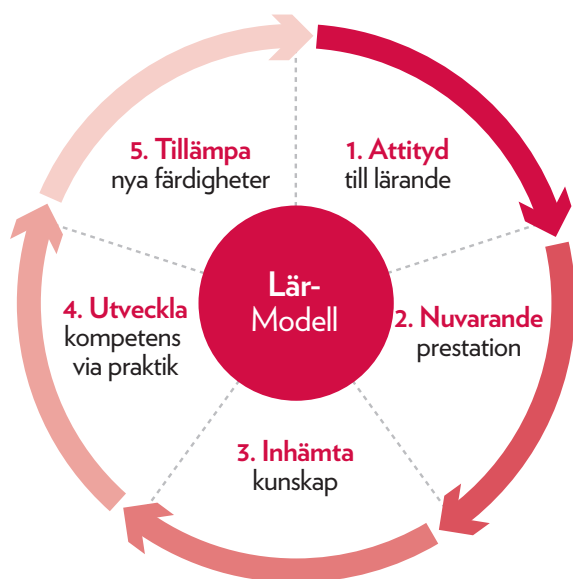 Lär-
Modell
1. Attityd
till lärande
2. Nuvarande
prestation
3. Inhämta
kunskap
4. Utveckla
kompetens
via praktik
5. Tillämpa
nya färdigheter